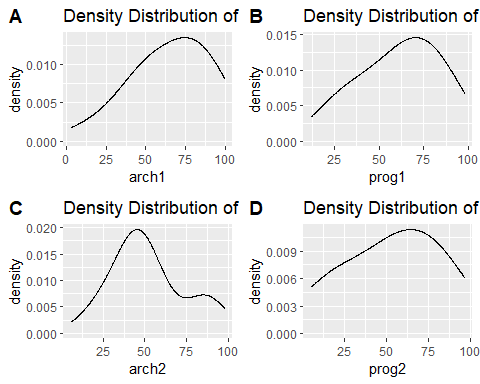 A Density Distribution of
0.010
0.005
0.000
density
0 25 50 75 100
arch1
B Density Distribution of
0.015
0.010
0.005
0.000
density
25 50 75 100
prog1
C Density Distribution of
0.020
0.015
0.010
0.005
0.000
density
25 50 75 100
arch2
D Density Distribution of
0.009
0.006
0.003
0.000
density
25 50 75 100
prog2